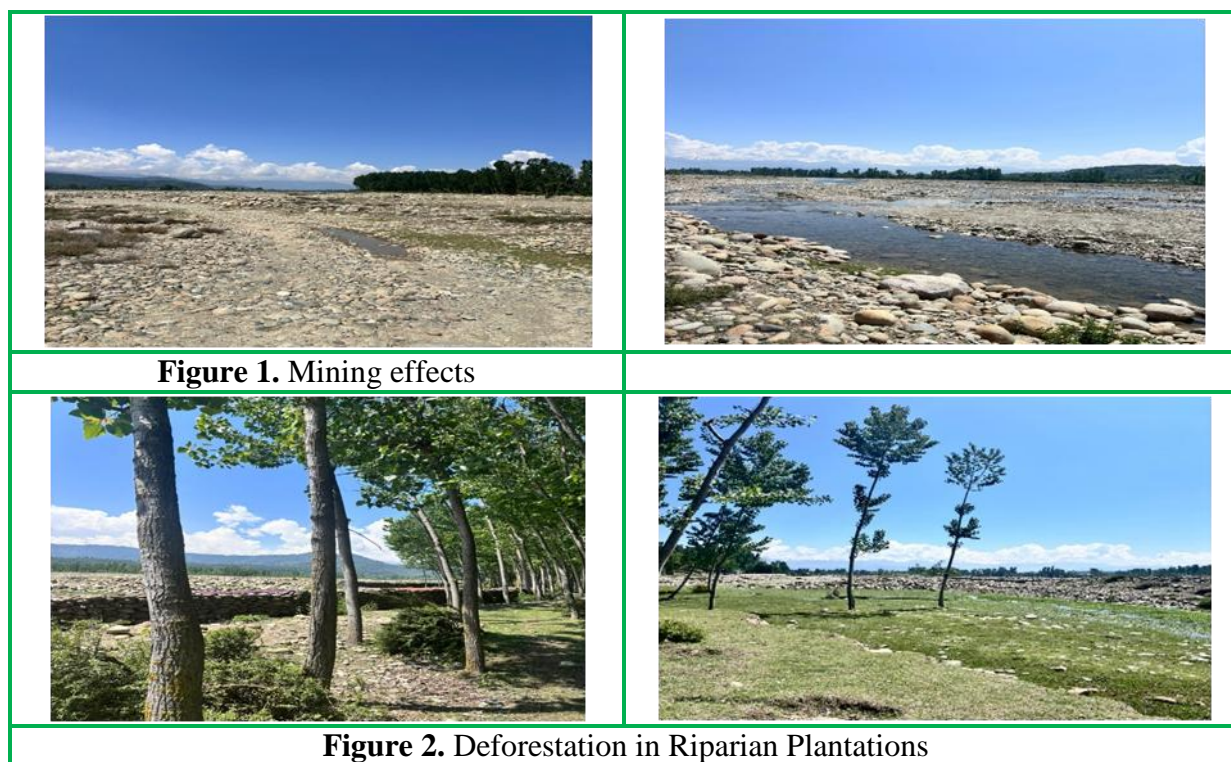 Figure 1. Mining effects
Figure 2. Deforestation in Riparian Plantations